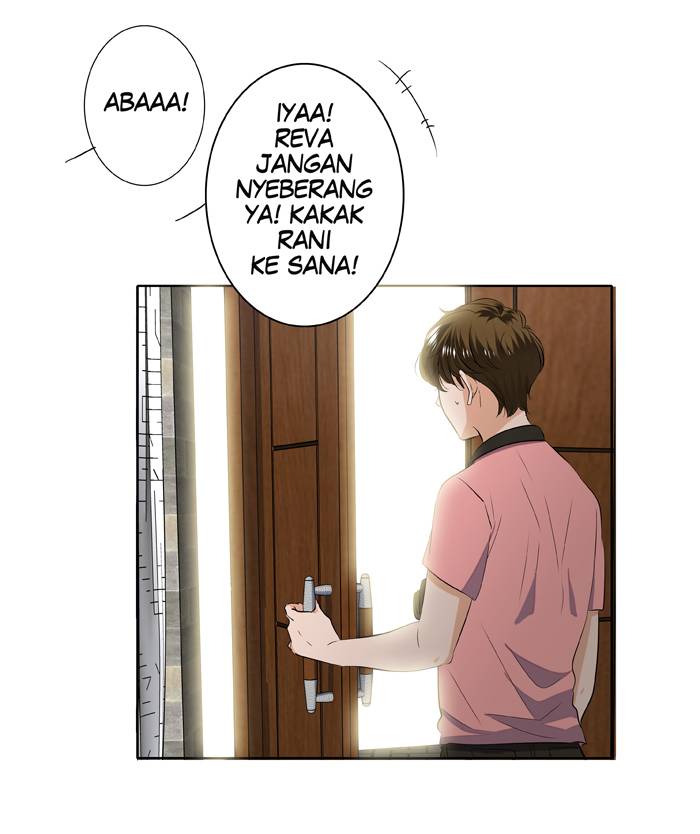 ABAAA!
IYAA!
REVA
JANGAN
NYEBERANG
YA! KAKAK
RANI
KE SANA!